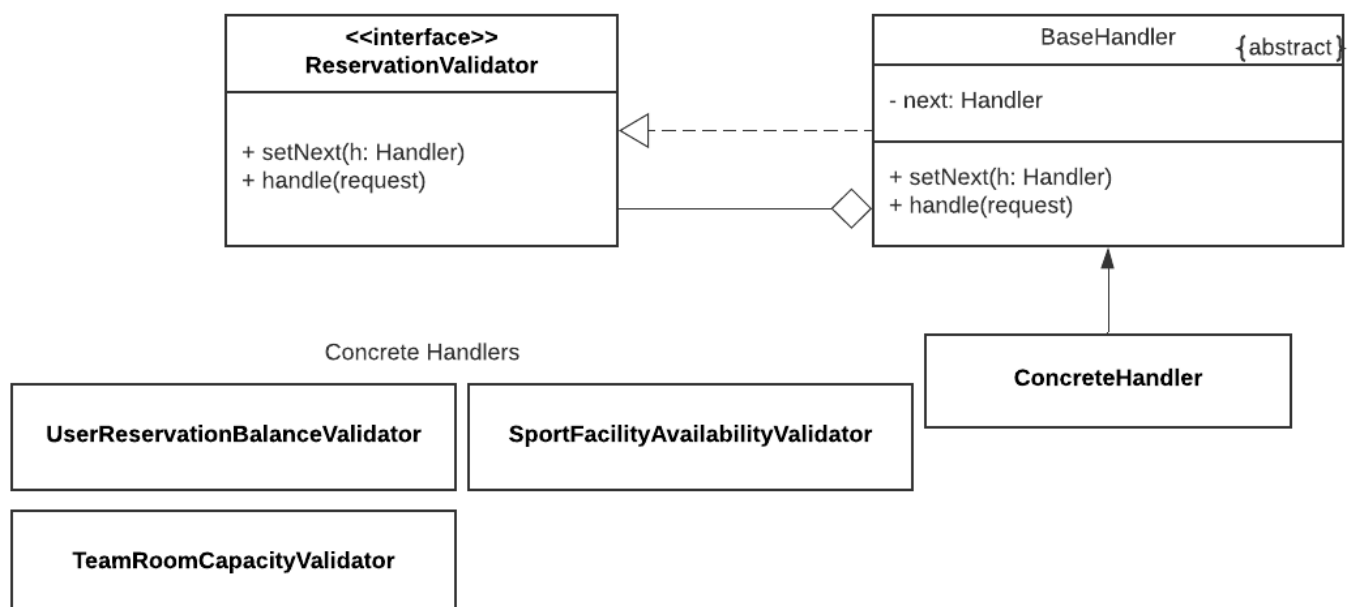 <<interface>>
ReservationValidator
+ setNext(h: Handler)
+ handle(request)
BaseHandler
{abstract}
- next: Handler
+ setNext(h: Handler)
+ handle(request)
ConcreteHandler
Concrete Handlers
UserReservationBalanceValidator
SportFacilityAvailabilityValidator
TeamRoomCapacityValidator